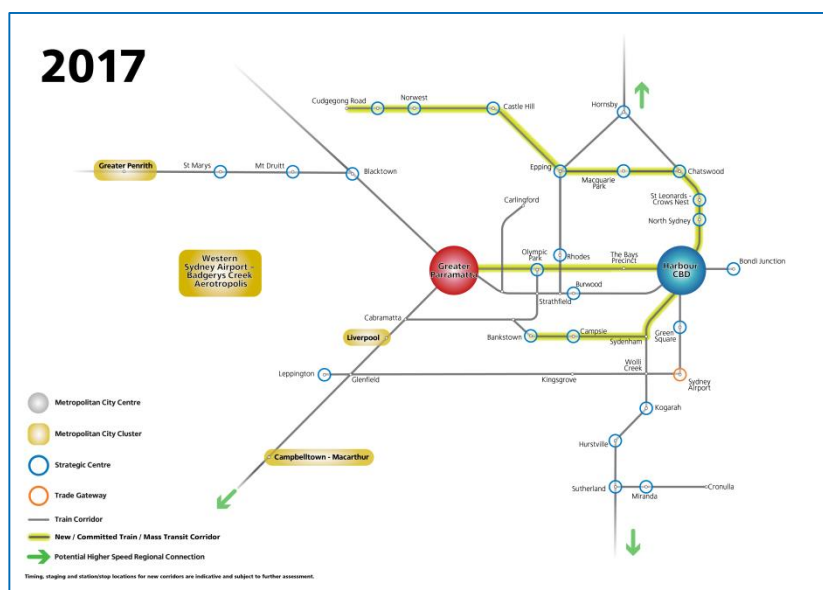 2017
Cudgegong Road
Norwest
Castle Hill
Hornsby
Greater Penrith
St Marys
Mt Druitt
Blacktown
Epping
Macquarie
Park
Chatswood
St Leonards -
Crows Nest
North Sydney
Carlingford
Western
Sydney Airport -
Badgerys Creek
Aerotropolis
Greater
Parramatta
Olympic
Park
Rhodes
The Bays
Precinct
Harbour
CBD
Bondi Junction
Burwood
Strathfield
Cabramatta
Liverpool
Bankstown
Campsie
Sydenham
Green
Square
Leppington
Glenfield
Kingsgrove
Wolli
Creek
Sydney
Airport
Kogarah
Hurstville
Campbelltown - Macarthur
Sutherland
Miranda
Cronulla
Metropolitan City Centre
Metropolitan City Cluster
Strategic Centre
Trade Gateway
Train Corridor
New / Committed Train / Mass Transit Corridor
Potential Higher Speed Regional Connection
Timing, staging and station/stop locations for new corridors are indicative and subject to further assessment.